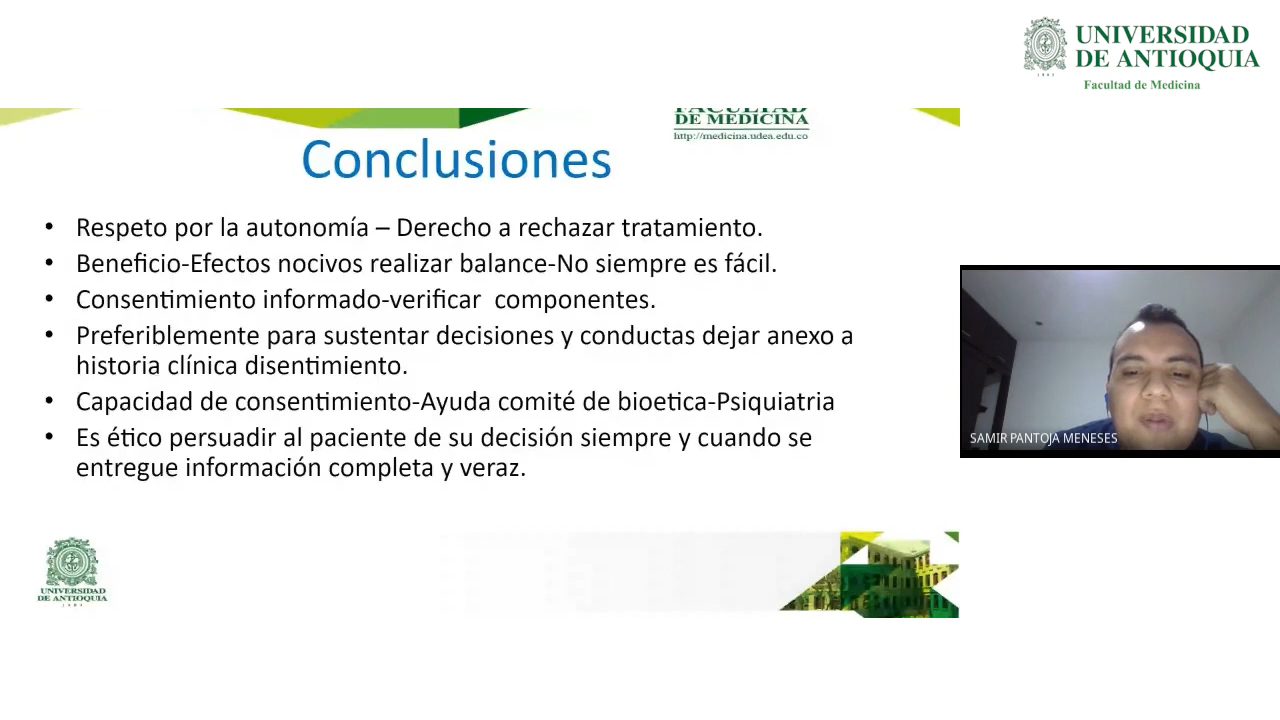 UNIVERSIDAD
DE ANTIOQUIA
1803
Facultad de Medicina
FACULTAD
DE MEDICINA
http://medicina.udea.edu.co
Conclusiones
• Respeto por la autonomía – Derecho a rechazar tratamiento.
• Beneficio-Efectos nocivos realizar balance-No siempre es fácil.
• Consentimiento informado-verificar  componentes.
• Preferiblemente para sustentar decisiones y conductas dejar anexo a
historia clínica disentimiento.
• Capacidad de consentimiento-Ayuda comité de bioetica-Psiquiatria
• Es ético persuadir al paciente de su decisión siempre y cuando se
entregue información completa y veraz.
SAMIR PANTOJA MENESES
UNIVERSIDAD
DE ANTIOQUIA
1803